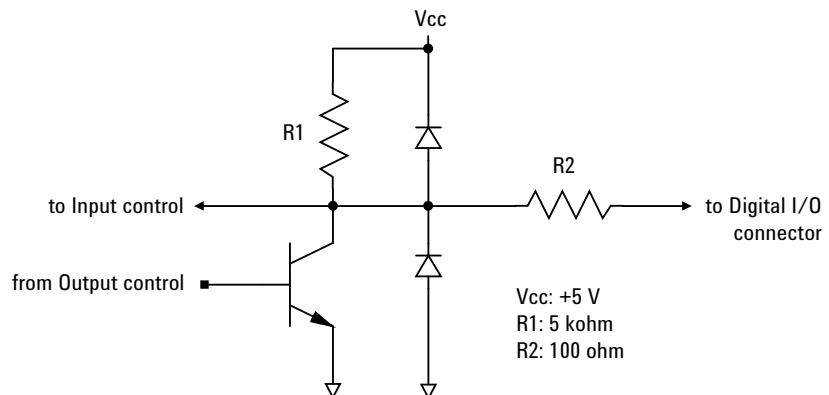 Vcc
R1
R2
to Input control
to Digital I/O
connector
from Output control
Vcc: +5 V
R1: 5 kohm
R2: 100 ohm